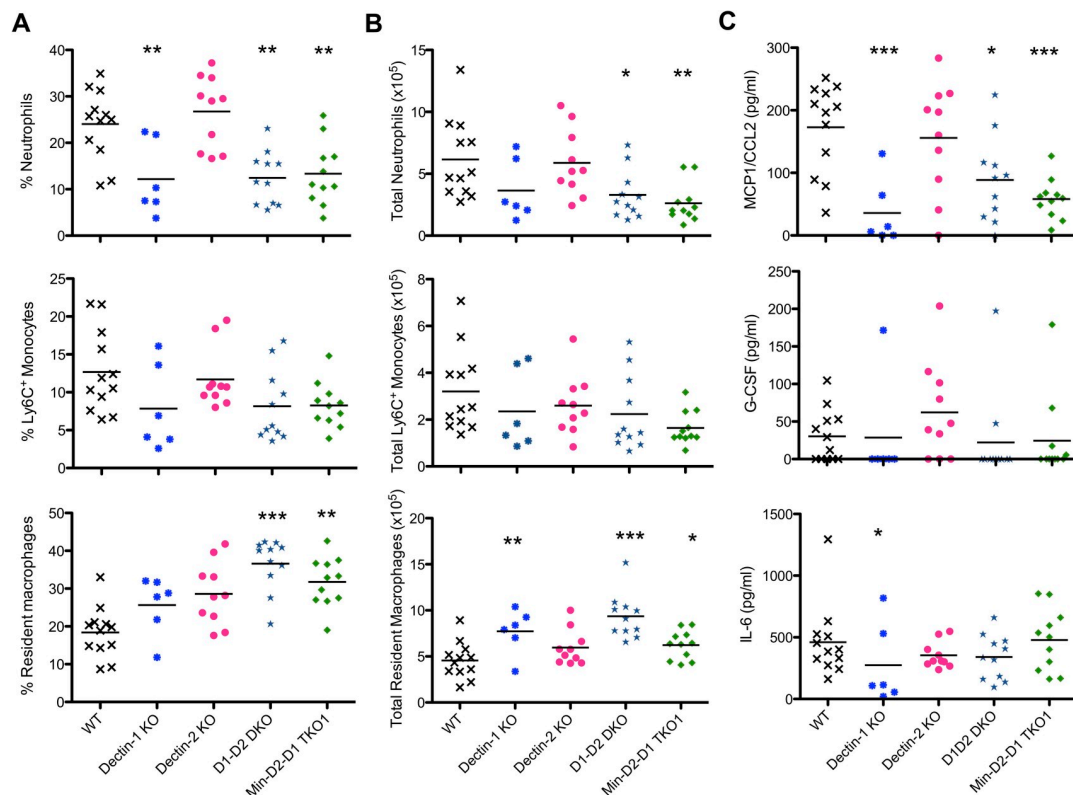 A
B
C
** ** **
40
30
20
10
0
% Neutrophils
* **
15
10
5
0
Total Neutrophils (x10⁵)
*** * ***
300
200
100
0
MCP1/CCL2 (pg/ml)
25
20
15
10
5
0
% Ly6C⁺ Monocytes
8
6
4
2
0
Total Ly6C⁺ Monocytes (x10⁵)
250
200
150
100
50
0
G-CSF (pg/ml)
*** **
50
40
30
20
10
0
% Resident macrophages
WT
Dectin-1 KO
Dectin-2 KO
D1-D2 DKO
Min-D2-D1 TKO1
** *** *
20
15
10
5
0
Total Resident Macrophages (x10⁵)
WT
Dectin-1 KO
Dectin-2 KO
D1-D2 DKO
Min-D2-D1 TKO1
*
1500
1000
500
0
IL-6 (pg/ml)
WT
Dectin-1 KO
Dectin-2 KO
D1D2 DKO
Min-D2-D1 TKO1